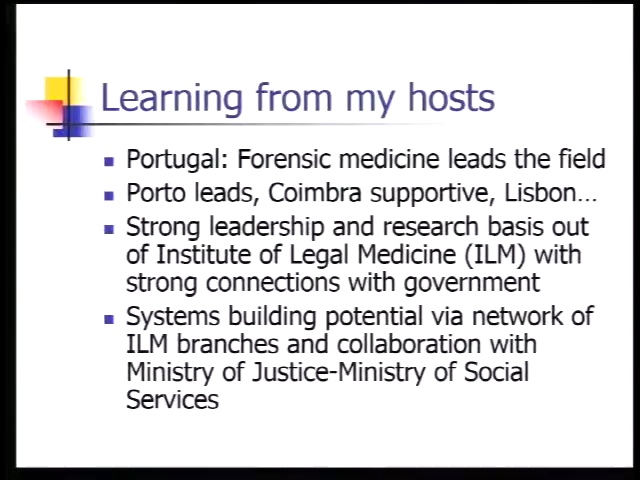 Learning from my hosts
Portugal: Forensic medicine leads the field
Porto leads, Coimbra supportive, Lisbon…
Strong leadership and research basis out
of Institute of Legal Medicine (ILM) with
strong connections with government
Systems building potential via network of
ILM branches and collaboration with
Ministry of Justice-Ministry of Social
Services